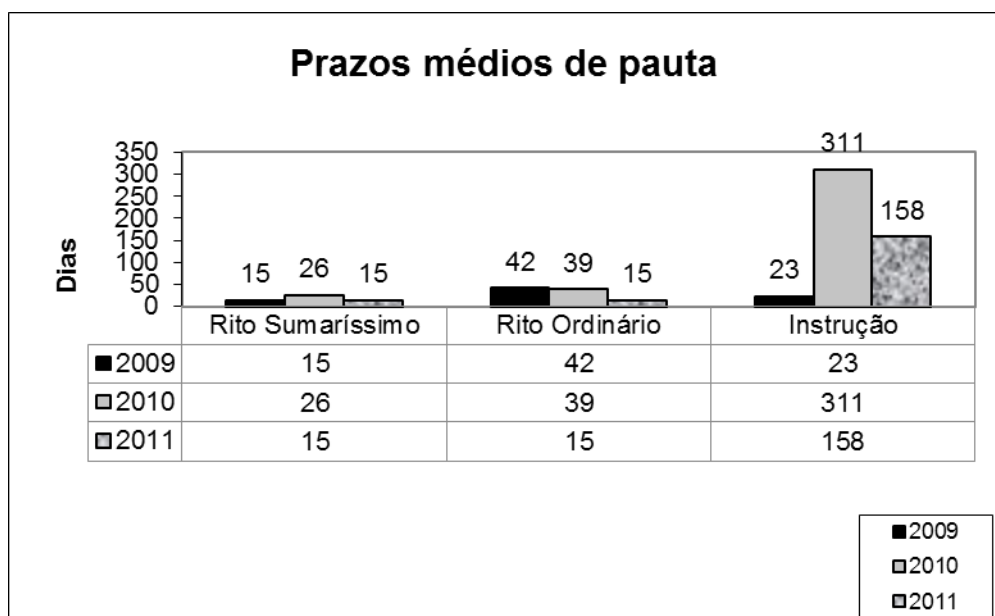 Prazos médios de pauta
Dias
350
300
250
200
150
100
50
0
15 26 15
42 39 15
23 311 158
Rito Sumaríssimo Rito Ordinário Instrução
2009 15 42 23
2010 26 39 311
2011 15 15 158
2009
2010
2011